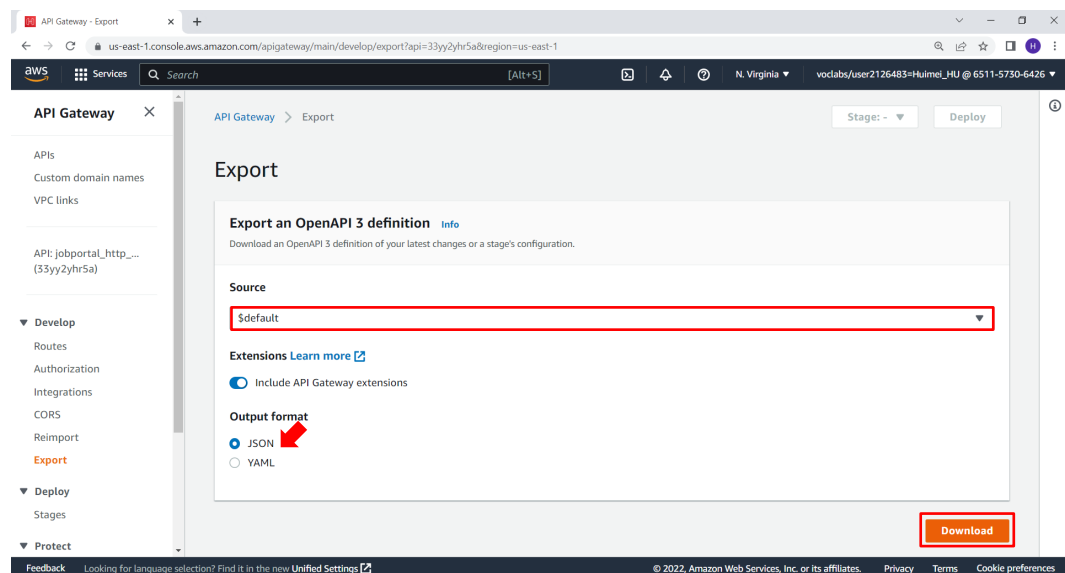 API Gateway - Export
us-east-1.console.aws.amazon.com/apigateway/main/develop/export?api=33yy2yhr5a&region=us-east-1
H
aws
Services
Search
[Alt+S]
N. Virginia
voclabs/user2126483=Huimei_HU @ 6511-5730-6426
API Gateway
APIs
Custom domain names
VPC links
API: jobportal_http_...
(33yy2yhr5a)
Develop
Routes
Authorization
Integrations
CORS
Reimport
Export
Deploy
Stages
Protect
API Gateway
Export
Stage: -
Deploy
Export
Export an OpenAPI 3 definition Info
Download an OpenAPI 3 definition of your latest changes or a stage's configuration.
Source
$default
Extensions Learn more
Include API Gateway extensions
Output format
JSON
YAML
Download
Feedback
Looking for language selection? Find it in the new Unified Settings
© 2022, Amazon Web Services, Inc. or its affiliates.
Privacy
Terms
Cookie preferences